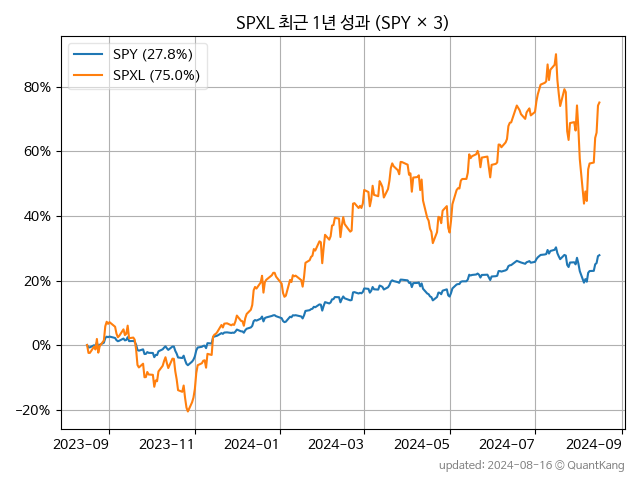 SPXL 최근 1년 성과 (SPY × 3)
SPY (27.8%)
SPXL (75.0%)
80%
60%
40%
20%
0%
−20%
2023-09 2023-11 2024-01 2024-03 2024-05 2024-07 2024-09
updated: 2024-08-16 © QuantKang